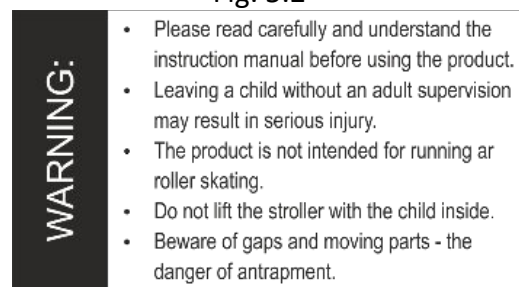 WARNING:
• Please read carefully and understand the
instruction manual before using the product.
• Leaving a child without an adult supervision
may result in serious injury.
• The product is not intended for running ar
roller skating.
• Do not lift the stroller with the child inside.
• Beware of gaps and moving parts - the
danger of antrapment.